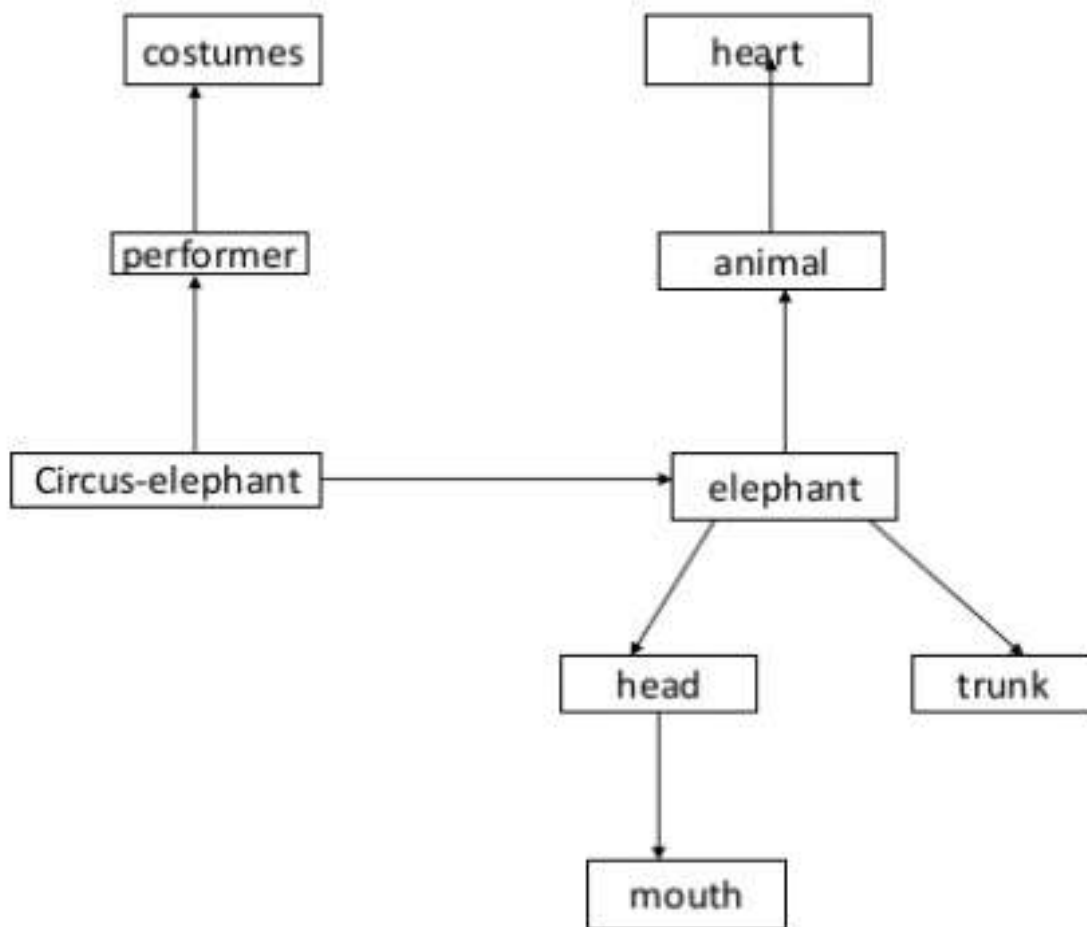 costumes
heart
performer
animal
Circus-elephant
elephant
head
trunk
mouth